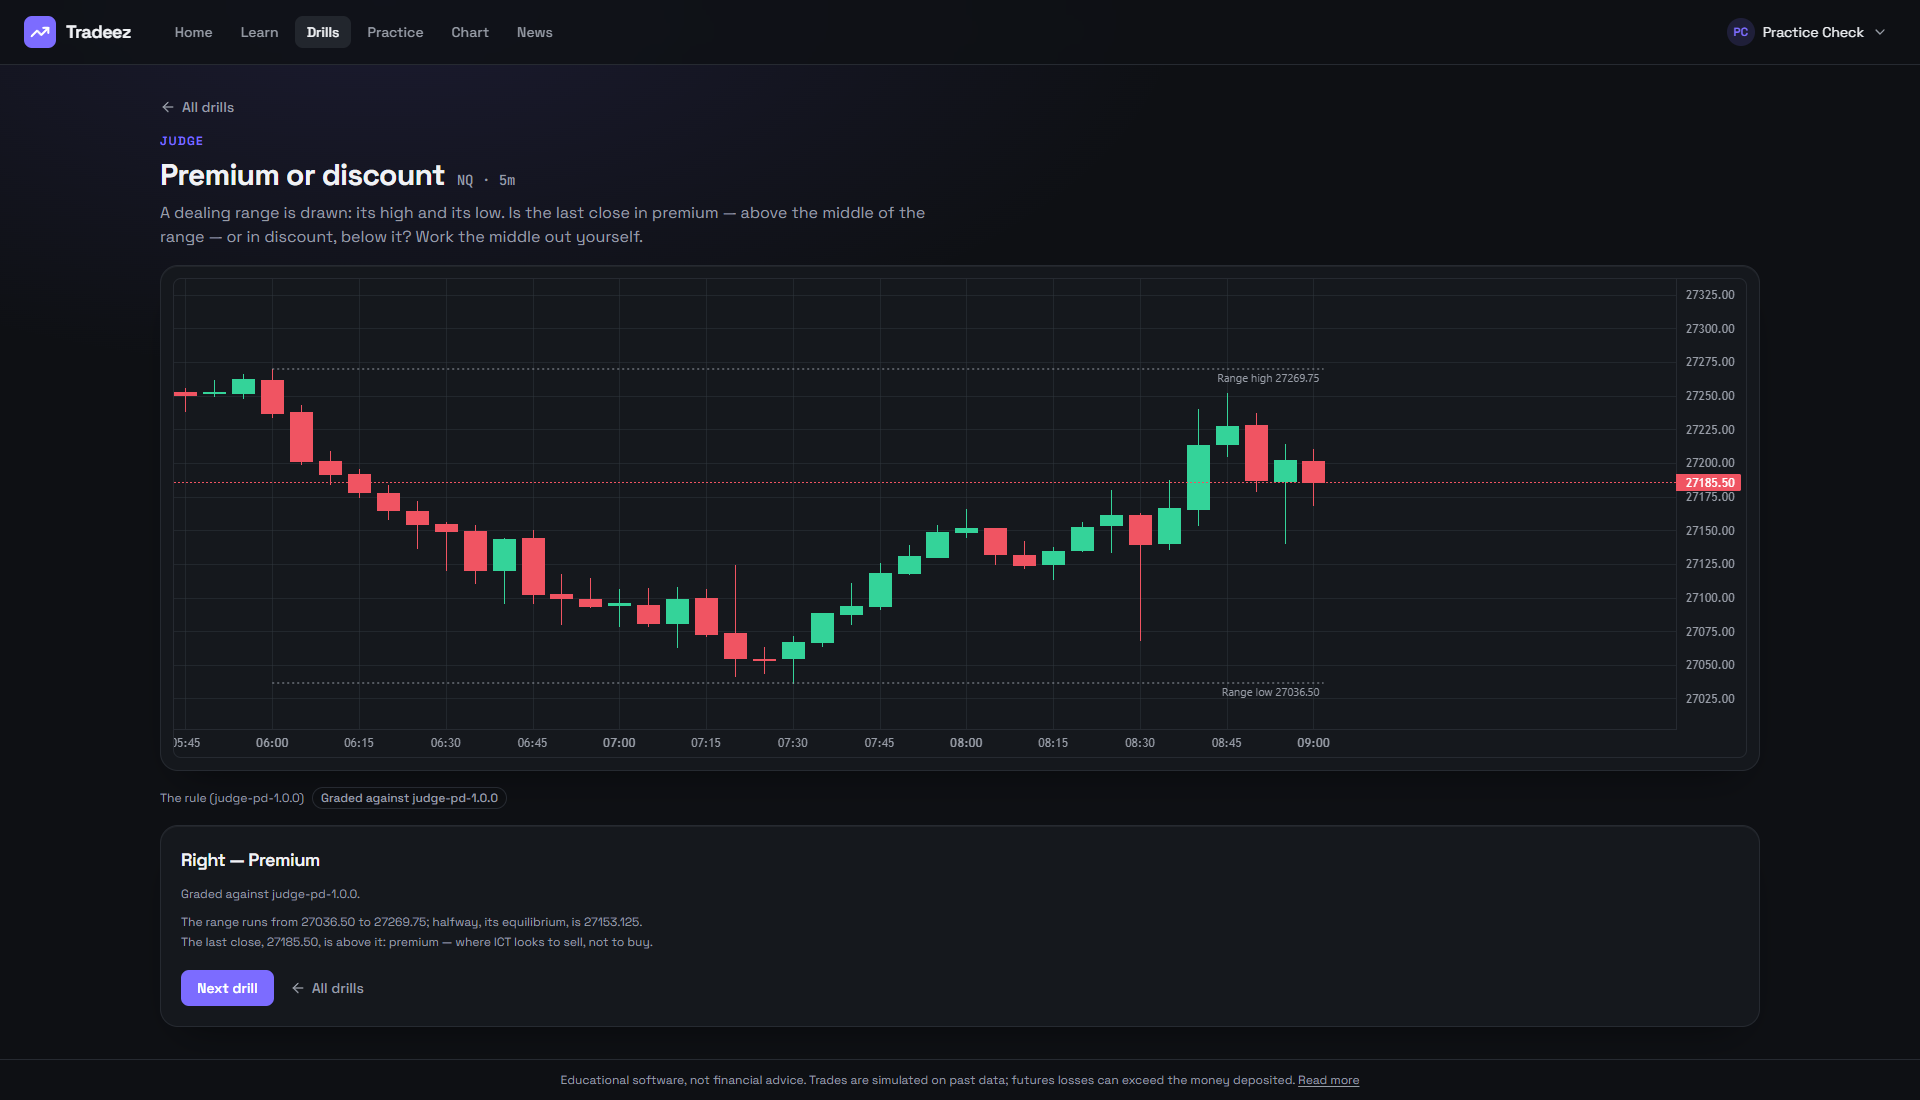 Tradeez
Home Learn Drills Practice Chart News
PC Practice Check
← All drills
JUDGE
Premium or discount NQ · 5m
A dealing range is drawn: its high and its low. Is the last close in premium — above the middle of the
range — or in discount, below it? Work the middle out yourself.
27325.00
27300.00
27275.00
Range high 27269.75
27250.00
27225.00
27200.00
27185.50
27175.00
27150.00
27125.00
27100.00
27075.00
27050.00
Range low 27036.50
27025.00
05:45 06:00 06:15 06:30 06:45 07:00 07:15 07:30 07:45 08:00 08:15 08:30 08:45 09:00
The rule (judge-pd-1.0.0) Graded against judge-pd-1.0.0
Right — Premium
Graded against judge-pd-1.0.0.
The range runs from 27036.50 to 27269.75; halfway, its equilibrium, is 27153.125.
The last close, 27185.50, is above it: premium — where ICT looks to sell, not to buy.
Next drill ← All drills
Educational software, not financial advice. Trades are simulated on past data; futures losses can exceed the money deposited. Read more